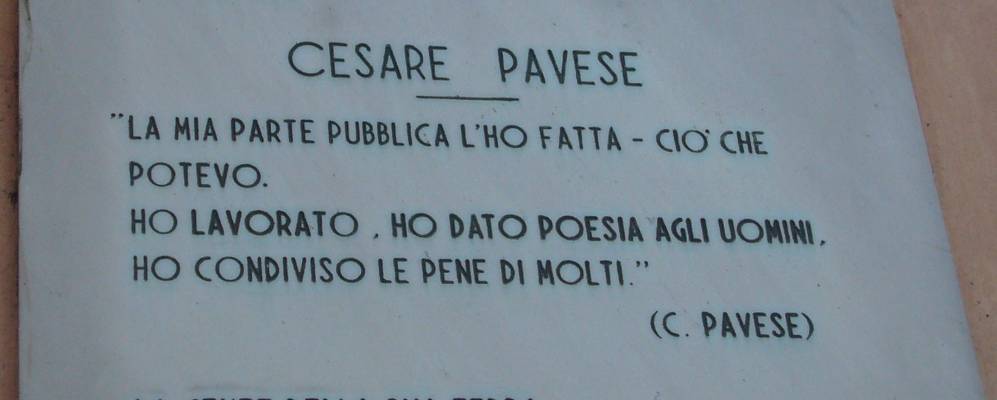 CESARE PAVESE
"LA MIA PARTE PUBBLICA L'HO FATTA - CIO' CHE
POTEVO.
HO LAVORATO, HO DATO POESIA AGLI UOMINI,
HO CONDIVISO LE PENE DI MOLTI."
(C. PAVESE)